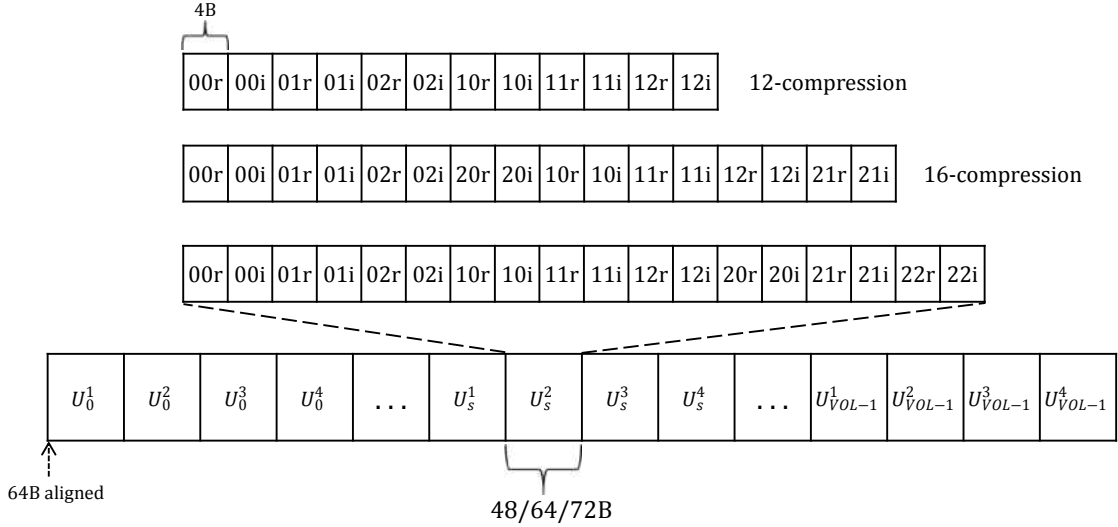 4B
00r 00i 01r 01i 02r 02i 10r 10i 11r 11i 12r 12i 12-compression
00r 00i 01r 01i 02r 02i 20r 20i 10r 10i 11r 11i 12r 12i 21r 21i 16-compression
00r 00i 01r 01i 02r 02i 10r 10i 11r 11i 12r 12i 20r 20i 21r 21i 22r 22i
U_0^1 U_0^2 U_0^3 U_0^4 ... U_s^1 U_s^2 U_s^3 U_s^4 ... U_{VOL-1}^1 U_{VOL-1}^2 U_{VOL-1}^3 U_{VOL-1}^4
64B aligned
48/64/72B